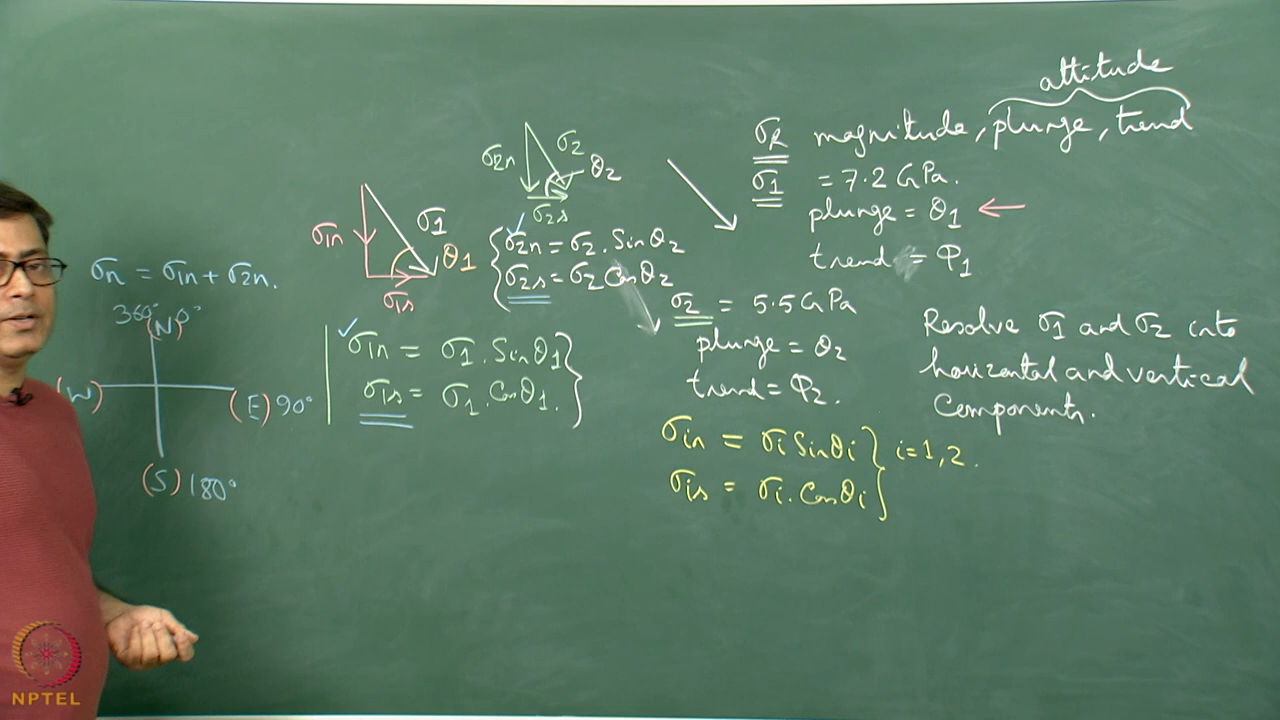 attitude
σR magnitude, plunge, trend
σ1 = 7.2 GPa.
plunge = θ1 ←
trend = φ1
σ2 = 5.5 GPa
plunge = θ2
trend = φ2.
Resolve σ1 and σ2 into
horizontal and vertical
Components.
σin = σi Sinθi } i=1,2.
σis = σi. Cosθi
σ2n σ2 θ2
σ2s
σ2n = σ2. Sinθ2
σ2s = σ2 Cosθ2
σ1n σ1 θ1
σ1s
σ1n = σ1. Sinθ1
σ1s = σ1. Cosθ1.
σn = σ1n + σ2n.
360° (N) 0°
(W) (E) 90°
(S) 180°
NPTEL